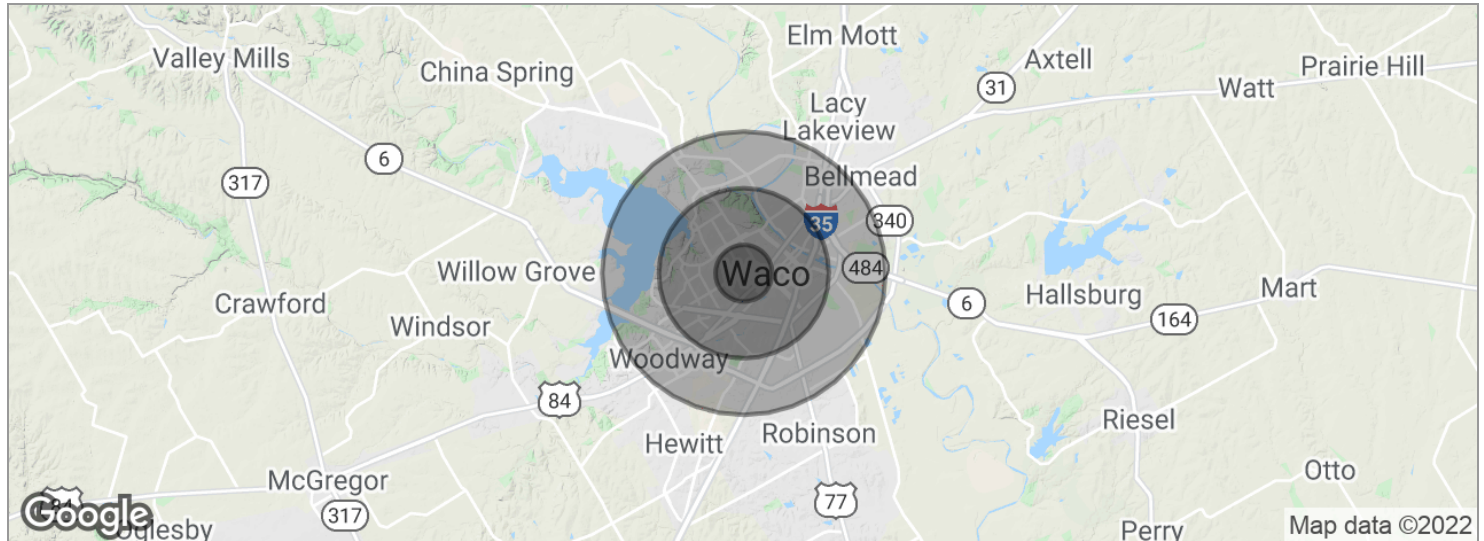 Elm Mott
Valley Mills
Axtell
China Spring
Prairie Hill
31
Watt
Lacy
Lakeview
6
317
Bellmead
35
340
Waco
484
Willow Grove
Crawford
Windsor
Hallsburg
Mart
6
164
Woodway
84
Riesel
Hewitt
Robinson
McGregor
Otto
77
84
317
Google
Oglesby
Perry
Map data ©2022